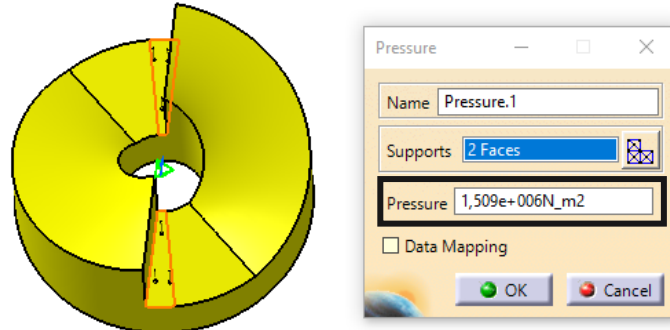 Pressure
Name Pressure.1
Supports 2 Faces
Pressure 1,509e+006N_m2
Data Mapping
OK Cancel